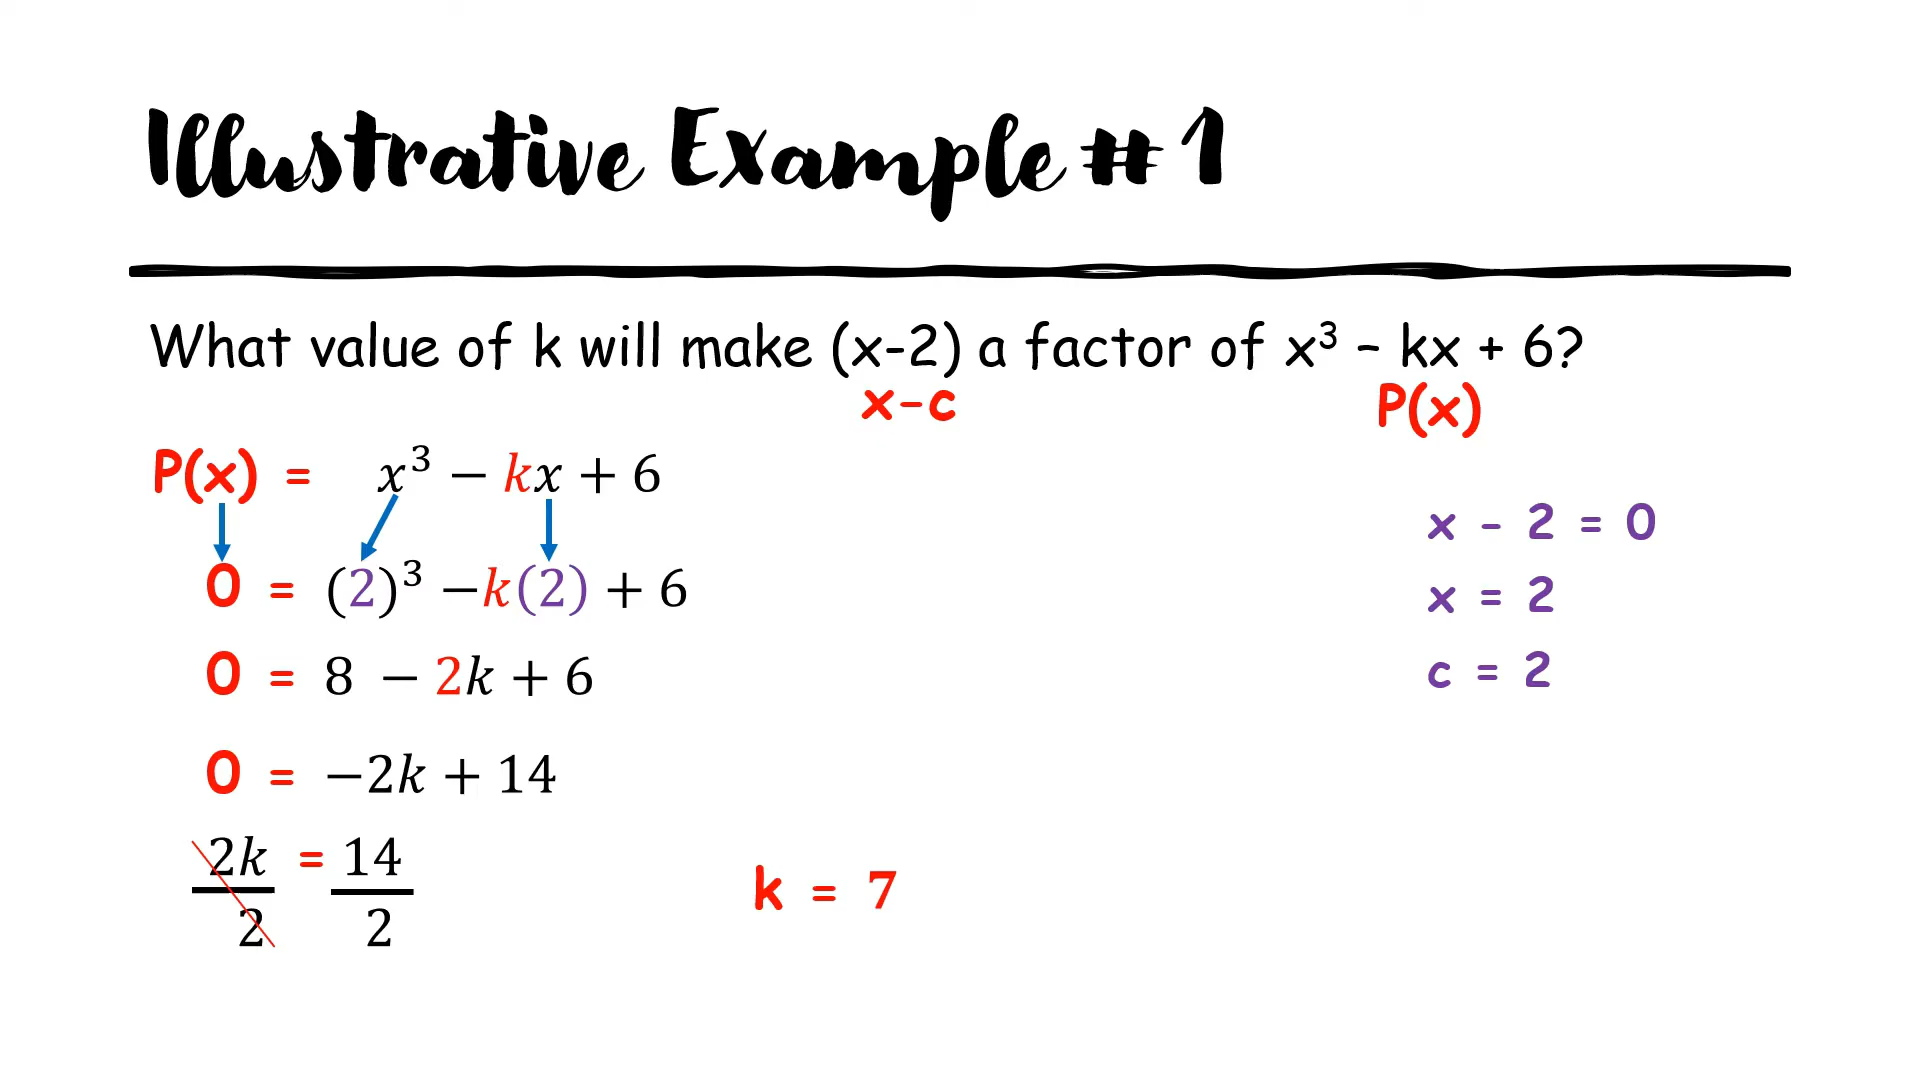 Illustrative Example #1
What value of k will make (x-2) a factor of x³ – kx + 6?
x-c P(x)
P(x) = x³ − kx + 6
x - 2 = 0
0 = (2)³ −k(2) + 6
x = 2
0 = 8 − 2k + 6
c = 2
0 = −2k + 14
2k = 14
k = 7
2 2